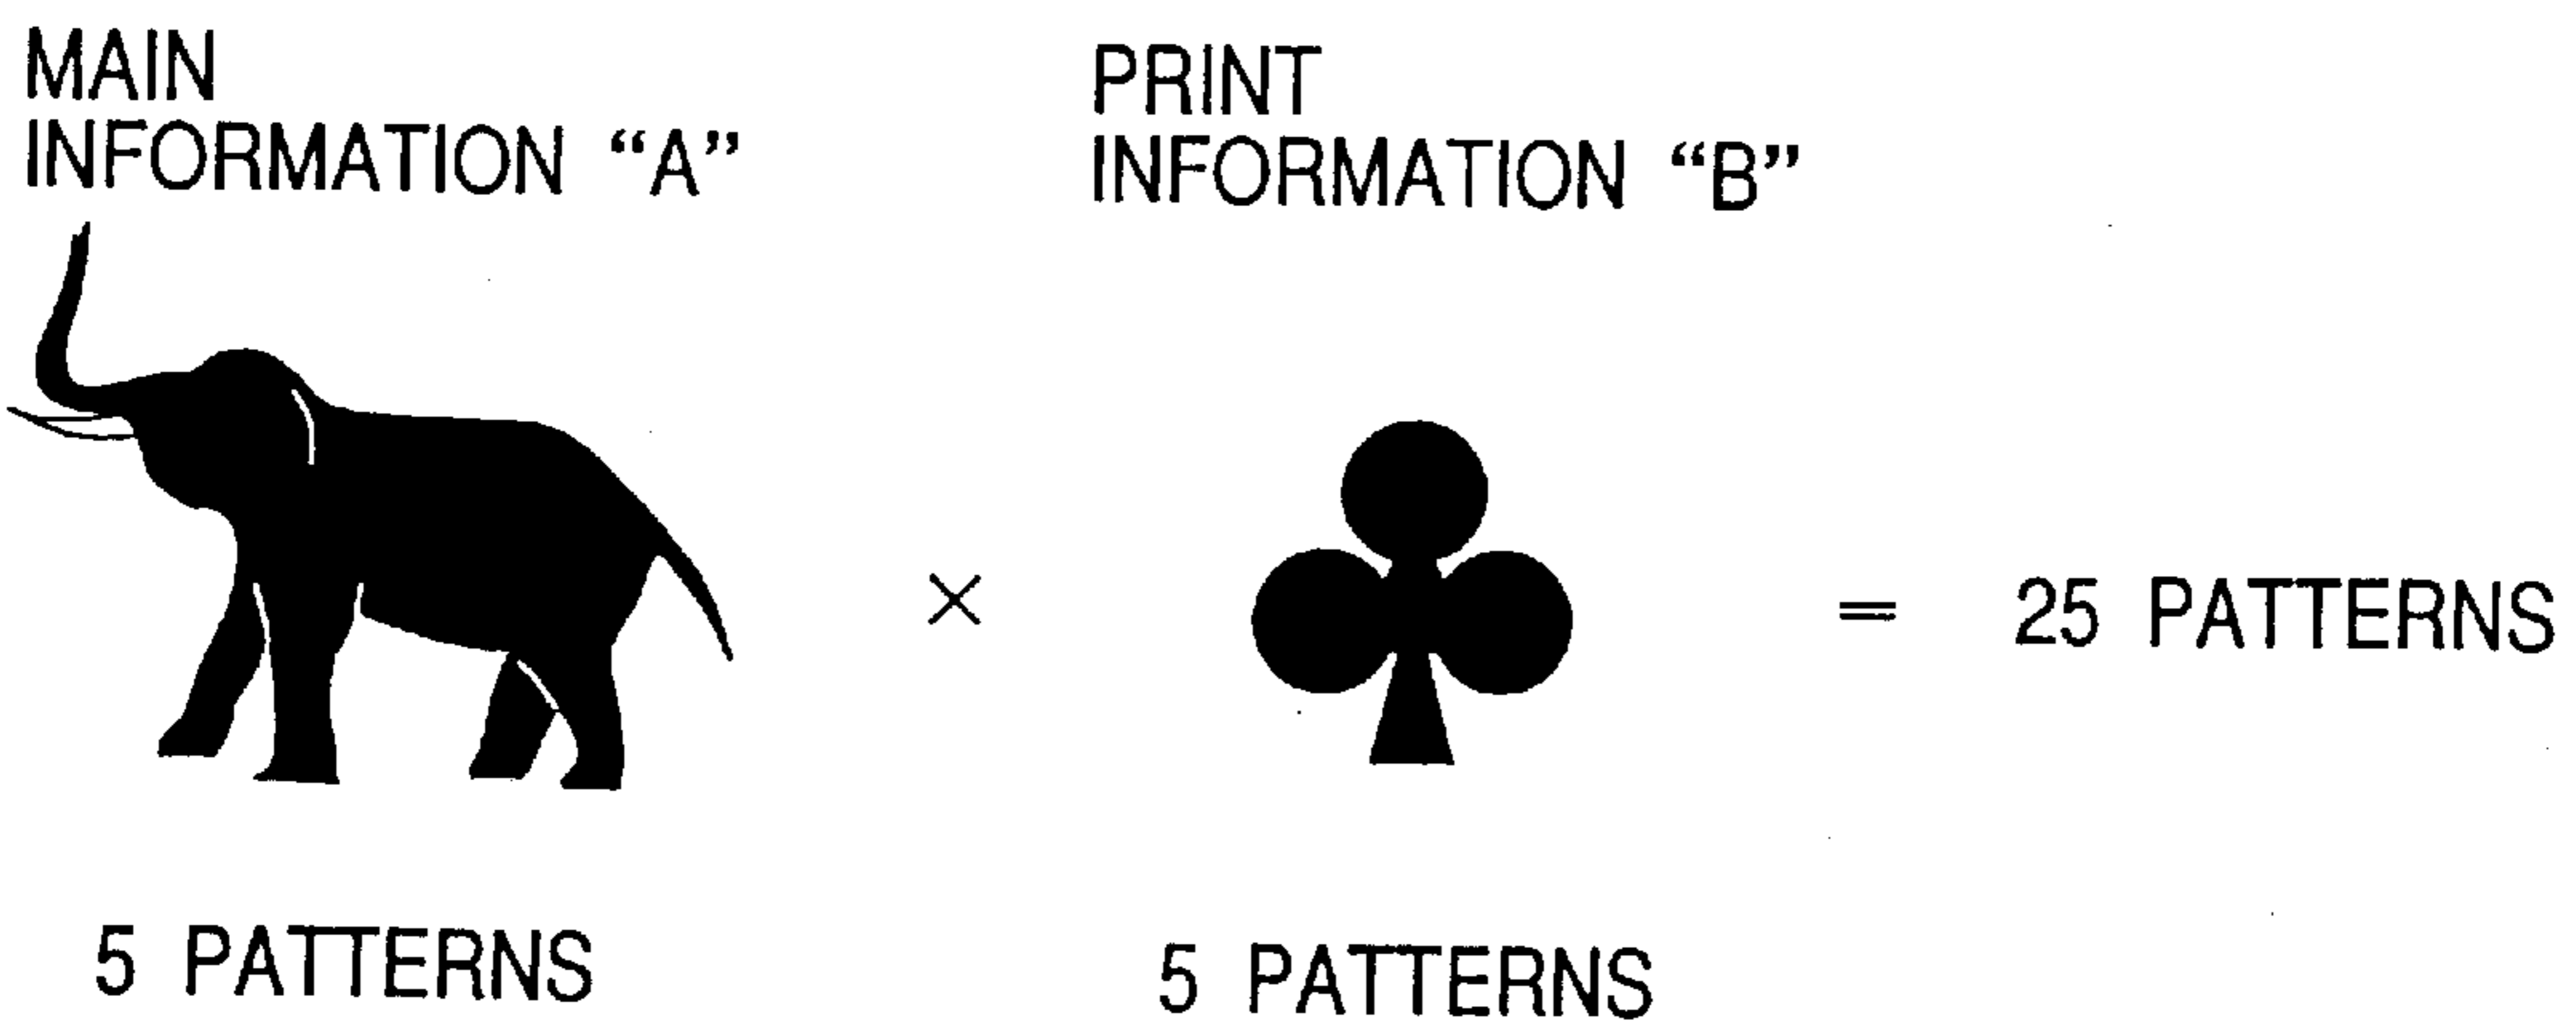 MAIN
INFORMATION “A”
PRINT
INFORMATION “B”
× = 25 PATTERNS
5 PATTERNS
5 PATTERNS